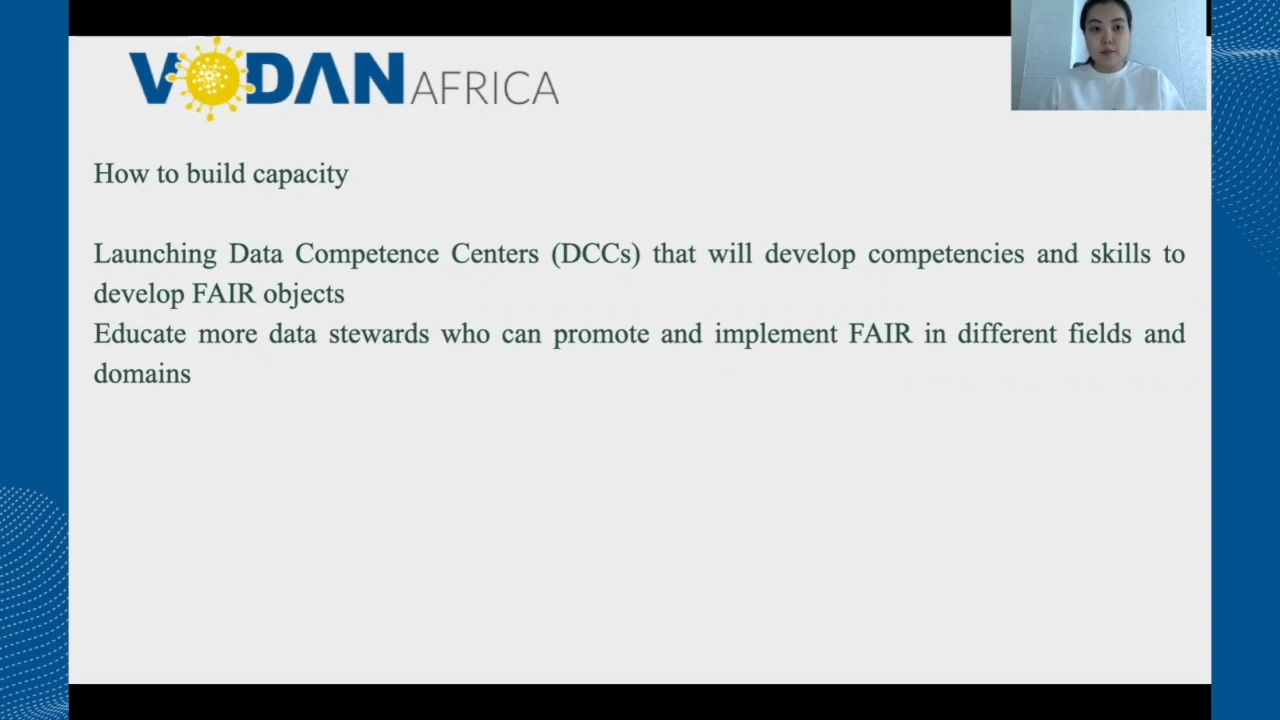 VODAN AFRICA
How to build capacity
Launching Data Competence Centers (DCCs) that will develop competencies and skills to
develop FAIR objects
Educate more data stewards who can promote and implement FAIR in different fields and
domains